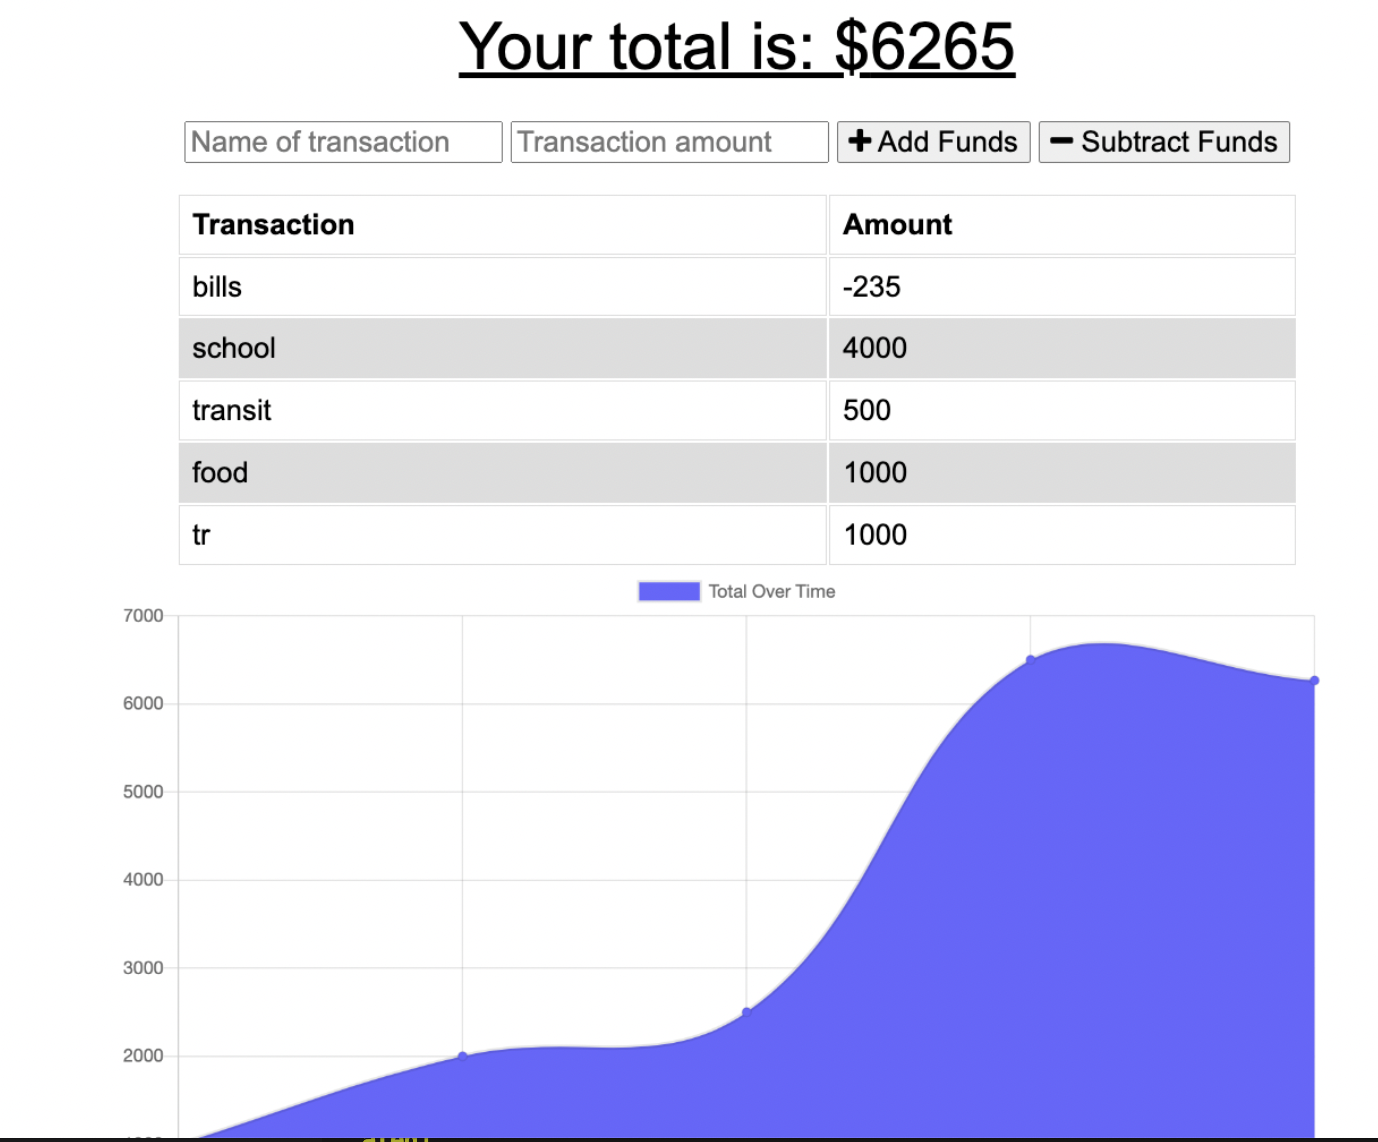 Your total is: $6265
Name of transaction Transaction amount Add Funds Subtract Funds
Transaction Amount
bills -235
school 4000
transit 500
food 1000
tr 1000
Total Over Time
7000
6000
5000
4000
3000
2000